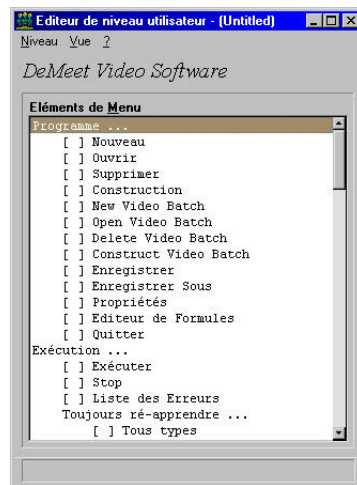 Editeur de niveau utilisateur - (Untitled)
Niveau Vue ?
DeMeet Video Software
Eléments de Menu
Programme ...
[ ] Nouveau
[ ] Ouvrir
[ ] Supprimer
[ ] Construction
[ ] New Video Batch
[ ] Open Video Batch
[ ] Delete Video Batch
[ ] Construct Video Batch
[ ] Enregistrer
[ ] Enregistrer Sous
[ ] Propriétés
[ ] Editeur de Formules
[ ] Quitter
Exécution ...
[ ] Exécuter
[ ] Stop
[ ] Liste des Erreurs
Toujours ré-apprendre ...
[ ] Tous types